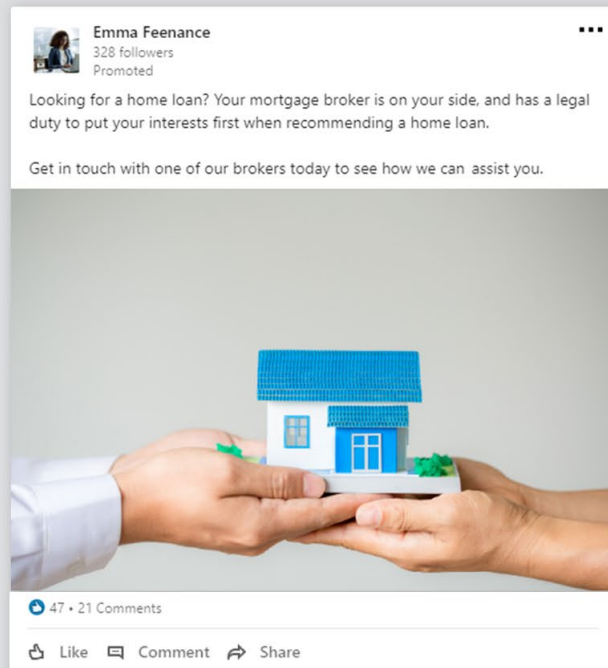 Emma Feenance
328 followers
Promoted
Looking for a home loan? Your mortgage broker is on your side, and has a legal
duty to put your interests first when recommending a home loan.
Get in touch with one of our brokers today to see how we can assist you.
47 • 21 Comments
Like Comment Share